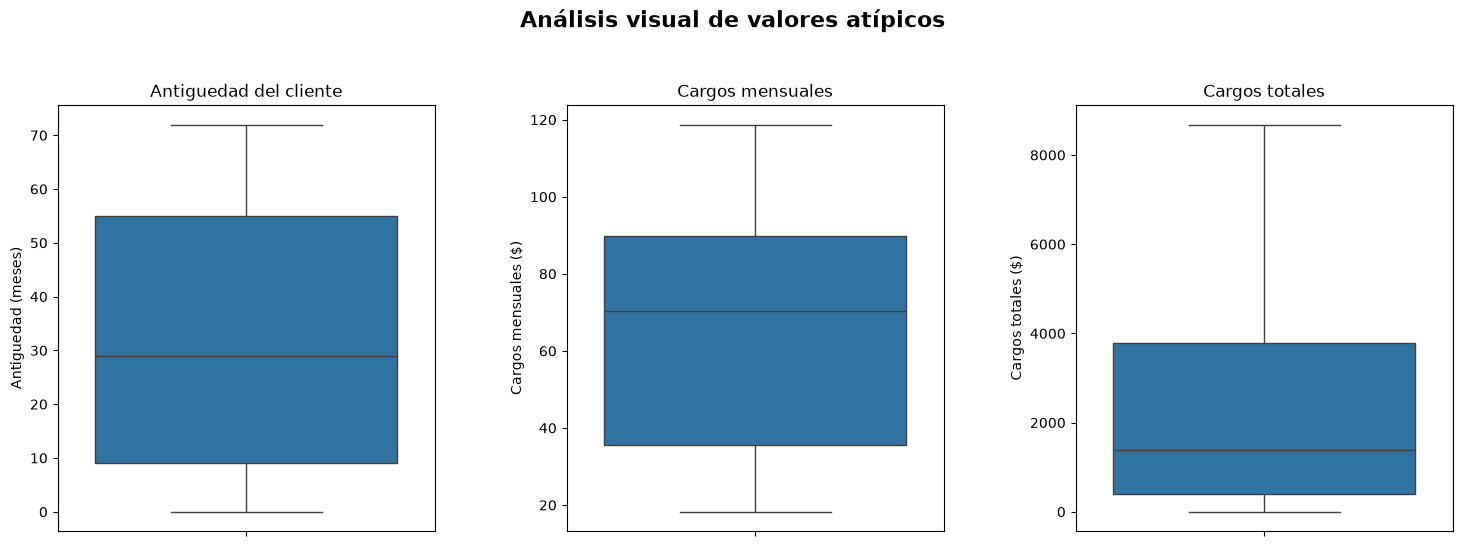 Análisis visual de valores atípicos
Antiguedad del cliente
Antiguedad (meses)
70
60
50
40
30
20
10
0
Cargos mensuales
Cargos mensuales ($)
120
100
80
60
40
20
Cargos totales
Cargos totales ($)
8000
6000
4000
2000
0